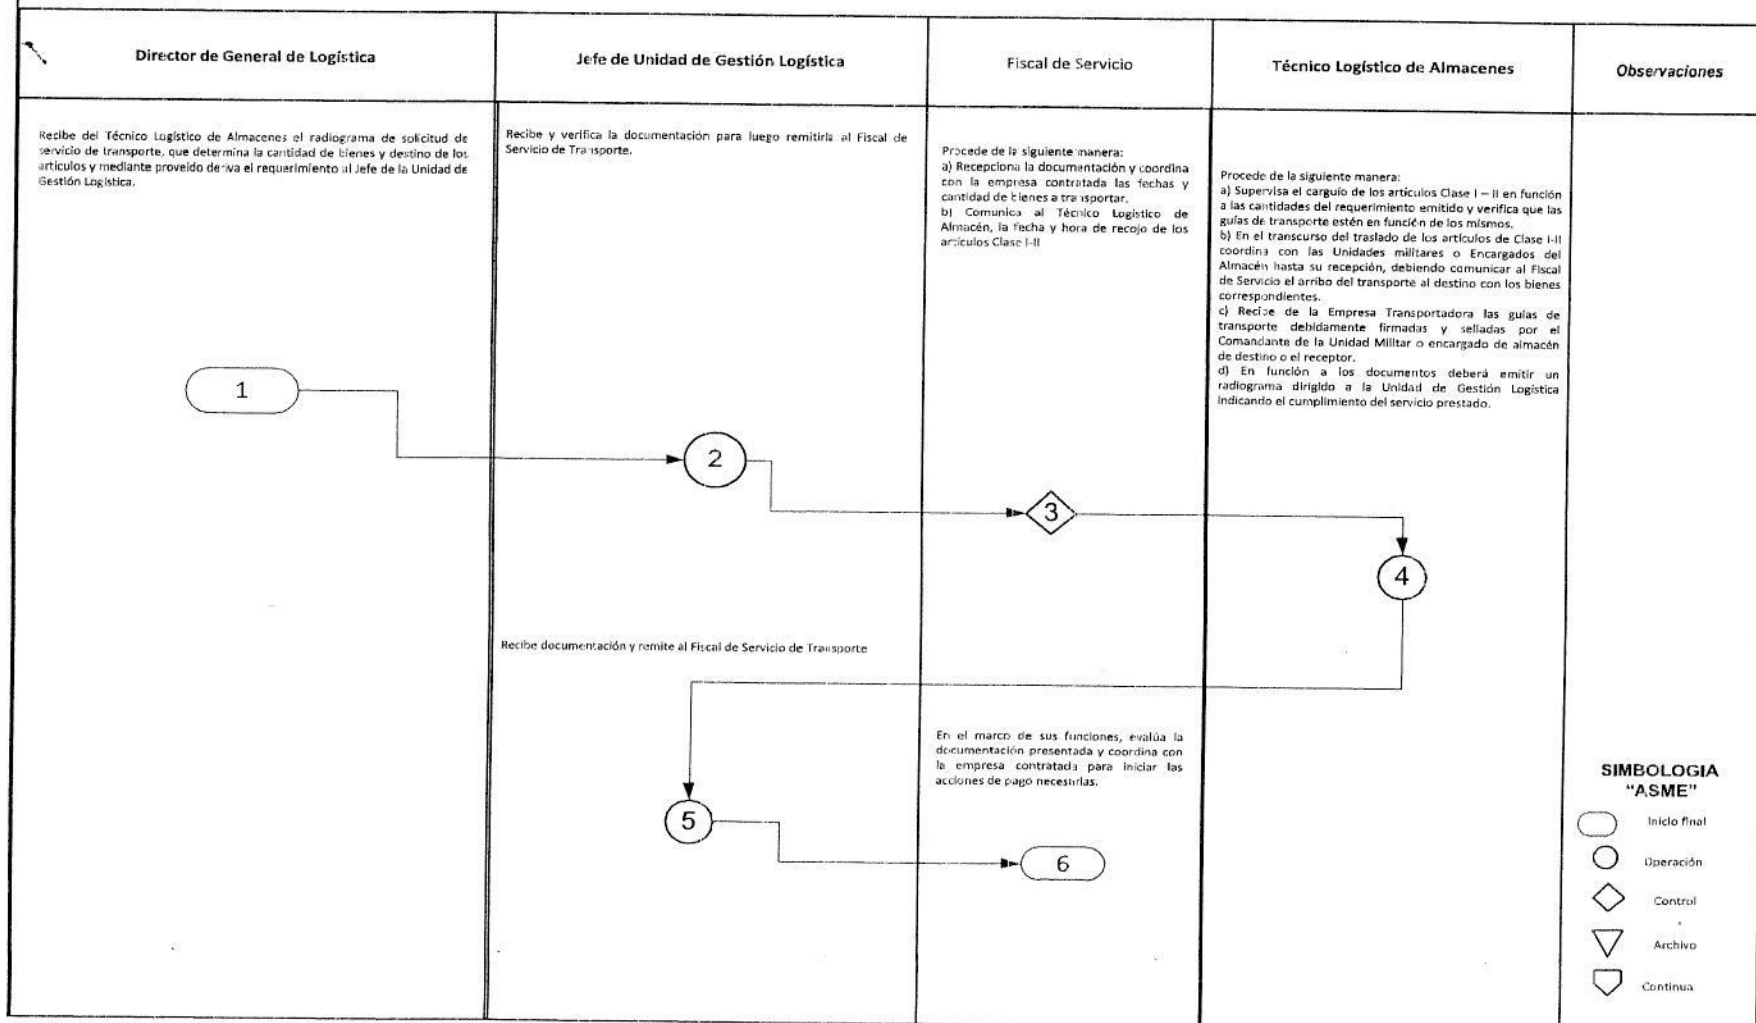 Director de General de Logística
Jefe de Unidad de Gestión Logística
Fiscal de Servicio
Técnico Logístico de Almacenes
Observaciones
Recibe del Técnico Logístico de Almacenes el radiograma de solicitud de
servicio de transporte, que determina la cantidad de bienes y destino de los
artículos y mediante proveído deriva el requerimiento al Jefe de la Unidad de
Gestión Logística.
Recibe y verifica la documentación para luego remitirla al Fiscal de
Servicio de Transporte.
Procede de la siguiente manera:
a) Recepciona la documentación y coordina
con la empresa contratada las fechas y
cantidad de bienes a transportar.
b) Comunica al Técnico Logístico de
Almacén, la fecha y hora de recojo de los
artículos Clase I-II
Procede de la siguiente manera:
a) Supervisa el carguío de los artículos Clase I – II en función
a las cantidades del requerimiento emitido y verifica que las
guías de transporte estén en función de los mismos.
b) En el transcurso del traslado de los artículos de Clase I-II
coordina con las Unidades militares o Encargados del
Almacén hasta su recepción, debiendo comunicar al Fiscal
de Servicio el arribo del transporte al destino con los bienes
correspondientes.
c) Recibe de la Empresa Transportadora las guías de
transporte debidamente firmadas y selladas por el
Comandante de la Unidad Militar o encargado de almacén
de destino o el receptor.
d) En función a los documentos deberá emitir un
radiograma dirigido a la Unidad de Gestión Logística
indicando el cumplimiento del servicio prestado.
1
2
3
4
Recibe documentación y remite al Fiscal de Servicio de Transporte
En el marco de sus funciones, evalúa la
documentación presentada y coordina con
la empresa contratada para iniciar las
acciones de pago necesarias.
5
6
SIMBOLOGIA
"ASME"
Inicio final
Operación
Control
Archivo
Continua